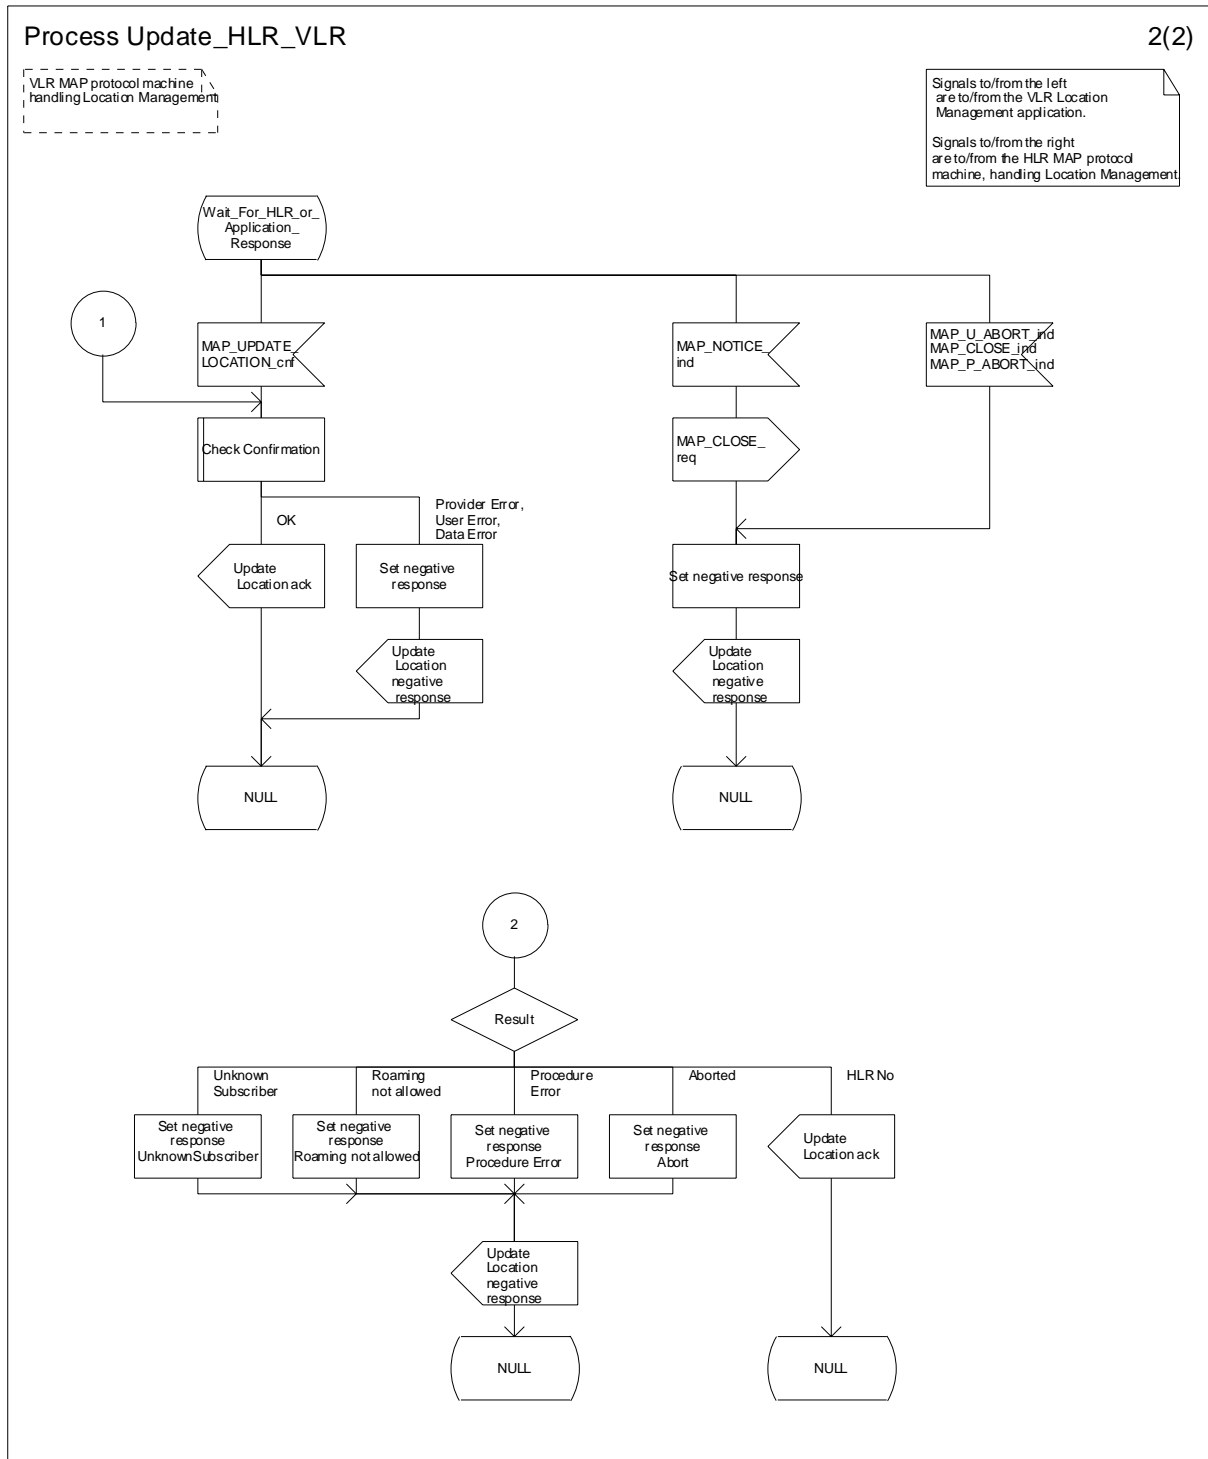 Process Update_HLR_VLR
2(2)
VLR MAP protocol machine
handling Location Management
Signals to/from the left
are to/from the VLR Location
Management application.
Signals to/from the right
are to/from the HLR MAP protocol
machine, handling Location Management.
Wait_For_HLR_or_
Application_
Response
1
MAP_UPDATE_
LOCATION_cnf
MAP_NOTICE_
ind
MAP_U_ABORT_ind
MAP_CLOSE_ind
MAP_P_ABORT_ind
Check Confirmation
MAP_CLOSE_
req
OK
Provider Error,
User Error,
Data Error
Update
Location ack
Set negative
response
Set negative response
Update
Location
negative
response
Update
Location
negative
response
NULL
NULL
2
Result
Unknown
Subscriber
Roaming
not allowed
Procedure
Error
Aborted
HLR No
Set negative
response
UnknownSubscriber
Set negative
response
Roaming not allowed
Set negative
response
Procedure Error
Set negative
response
Abort
Update
Location ack
Update
Location
negative
response
NULL
NULL